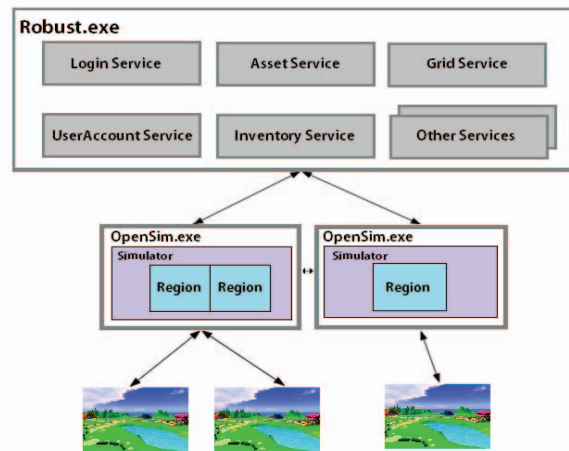 Robust.exe
Login Service
Asset Service
Grid Service
UserAccount Service
Inventory Service
Other Services
OpenSim.exe
Simulator
Region
Region
OpenSim.exe
Simulator
Region